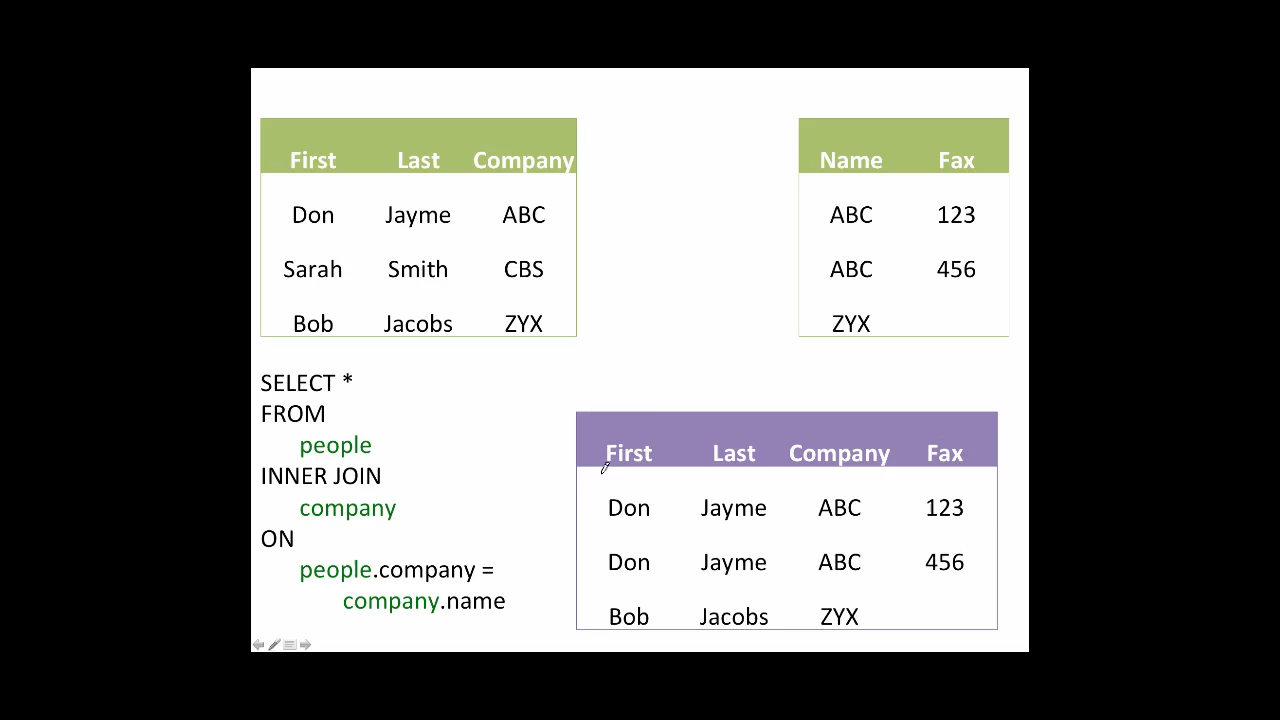 First Last Company
Don Jayme ABC
Sarah Smith CBS
Bob Jacobs ZYX
Name Fax
ABC 123
ABC 456
ZYX
SELECT *
FROM
people
INNER JOIN
company
ON
people.company =
company.name
First Last Company Fax
Don Jayme ABC 123
Don Jayme ABC 456
Bob Jacobs ZYX